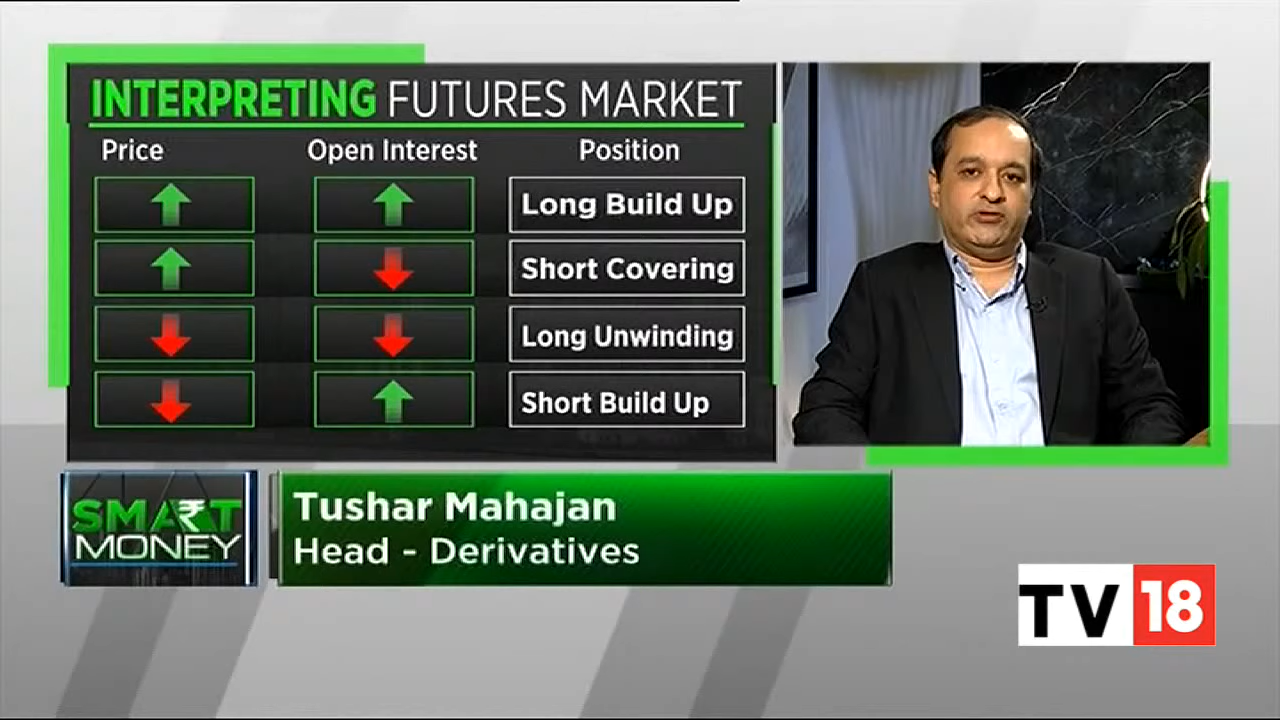 INTERPRETING FUTURES MARKET
Price Open Interest Position
Long Build Up
Short Covering
Long Unwinding
Short Build Up
SMA₹T
MONEY
Tushar Mahajan
Head - Derivatives
TV18